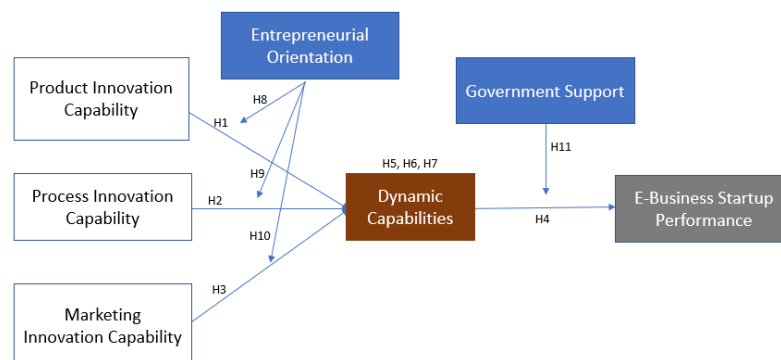 Entrepreneurial
Orientation
Product Innovation
Capability
Government Support
H8
H1
H11
H5, H6, H7
H9
Process Innovation
Capability
H2
Dynamic
Capabilities
H4
E-Business Startup
Performance
H10
H3
Marketing
Innovation Capability